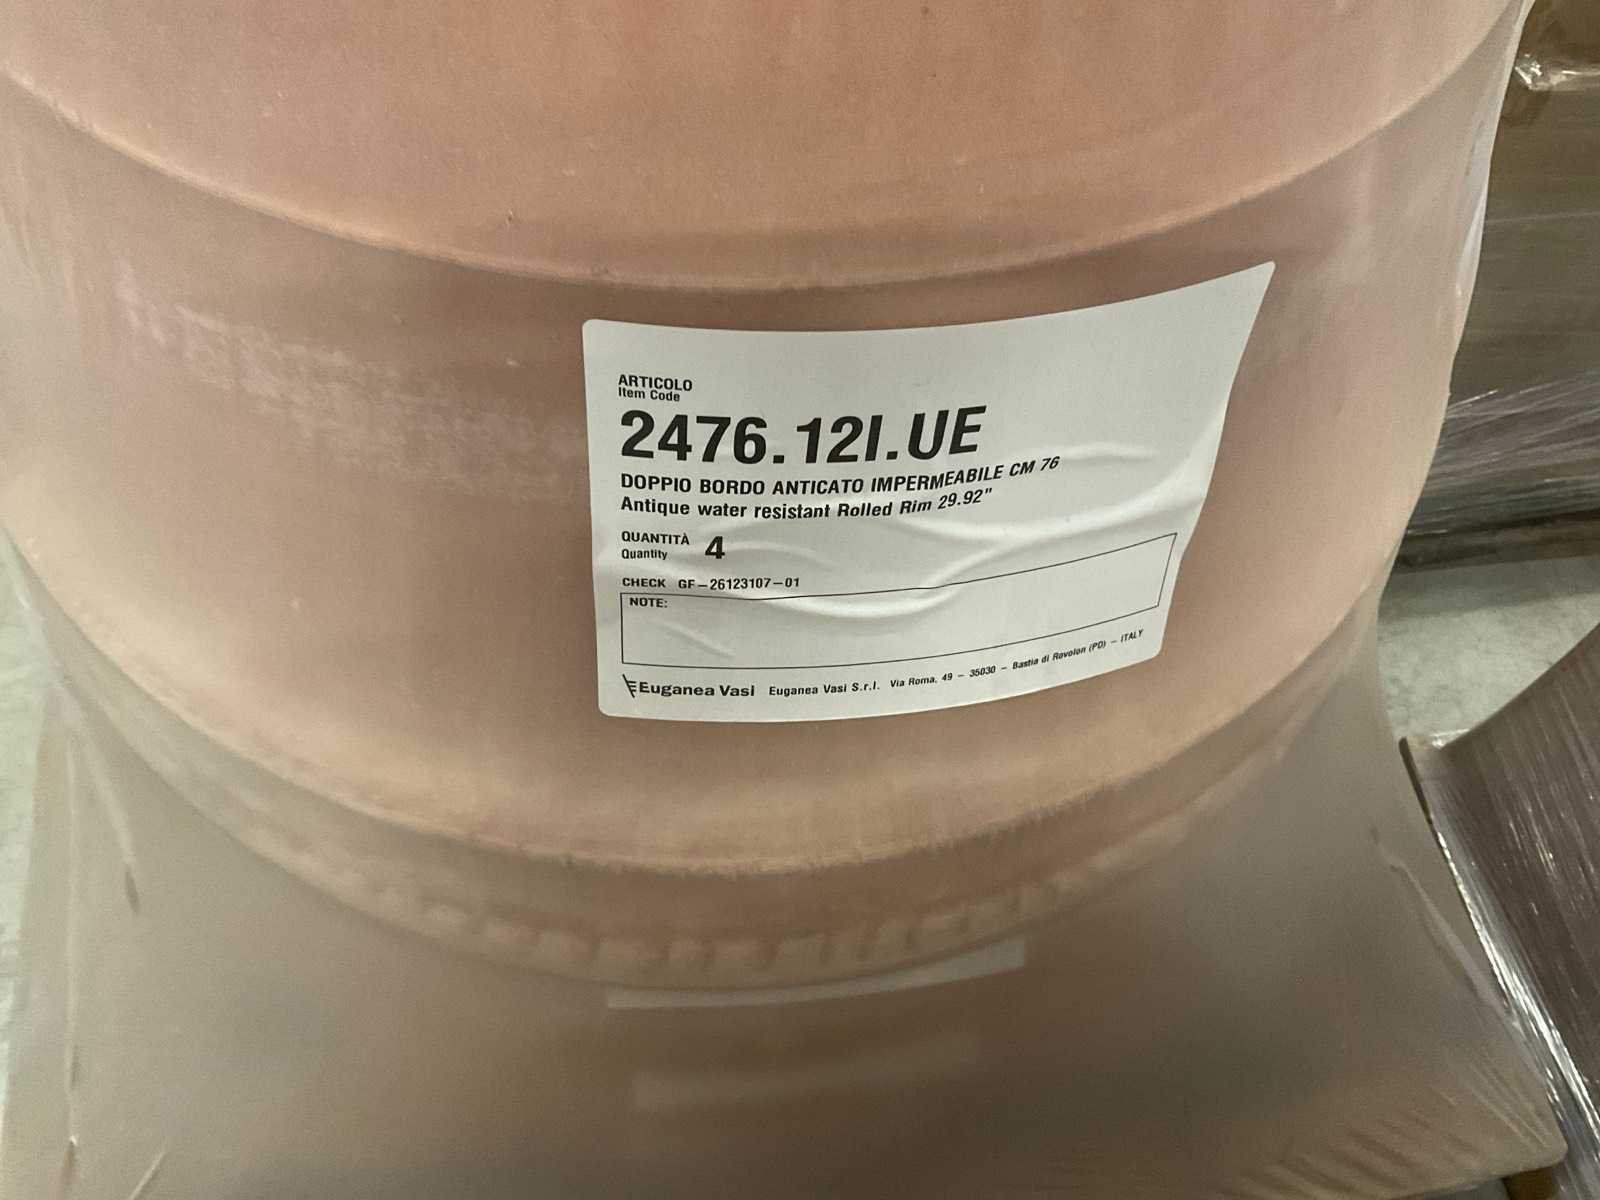 ARTICOLO
Item Code
2476.12I.UE
DOPPIO BORDO ANTICATO IMPERMEABILE CM 76
Antique water resistant Rolled Rim 29.92"
QUANTITÀ
Quantity 4
CHECK GF-26123107-01
NOTE:
Euganea Vasi Euganea Vasi S.r.l. Via Roma, 49 - 35030 - Bastia di Rovolon (PD) - ITALY